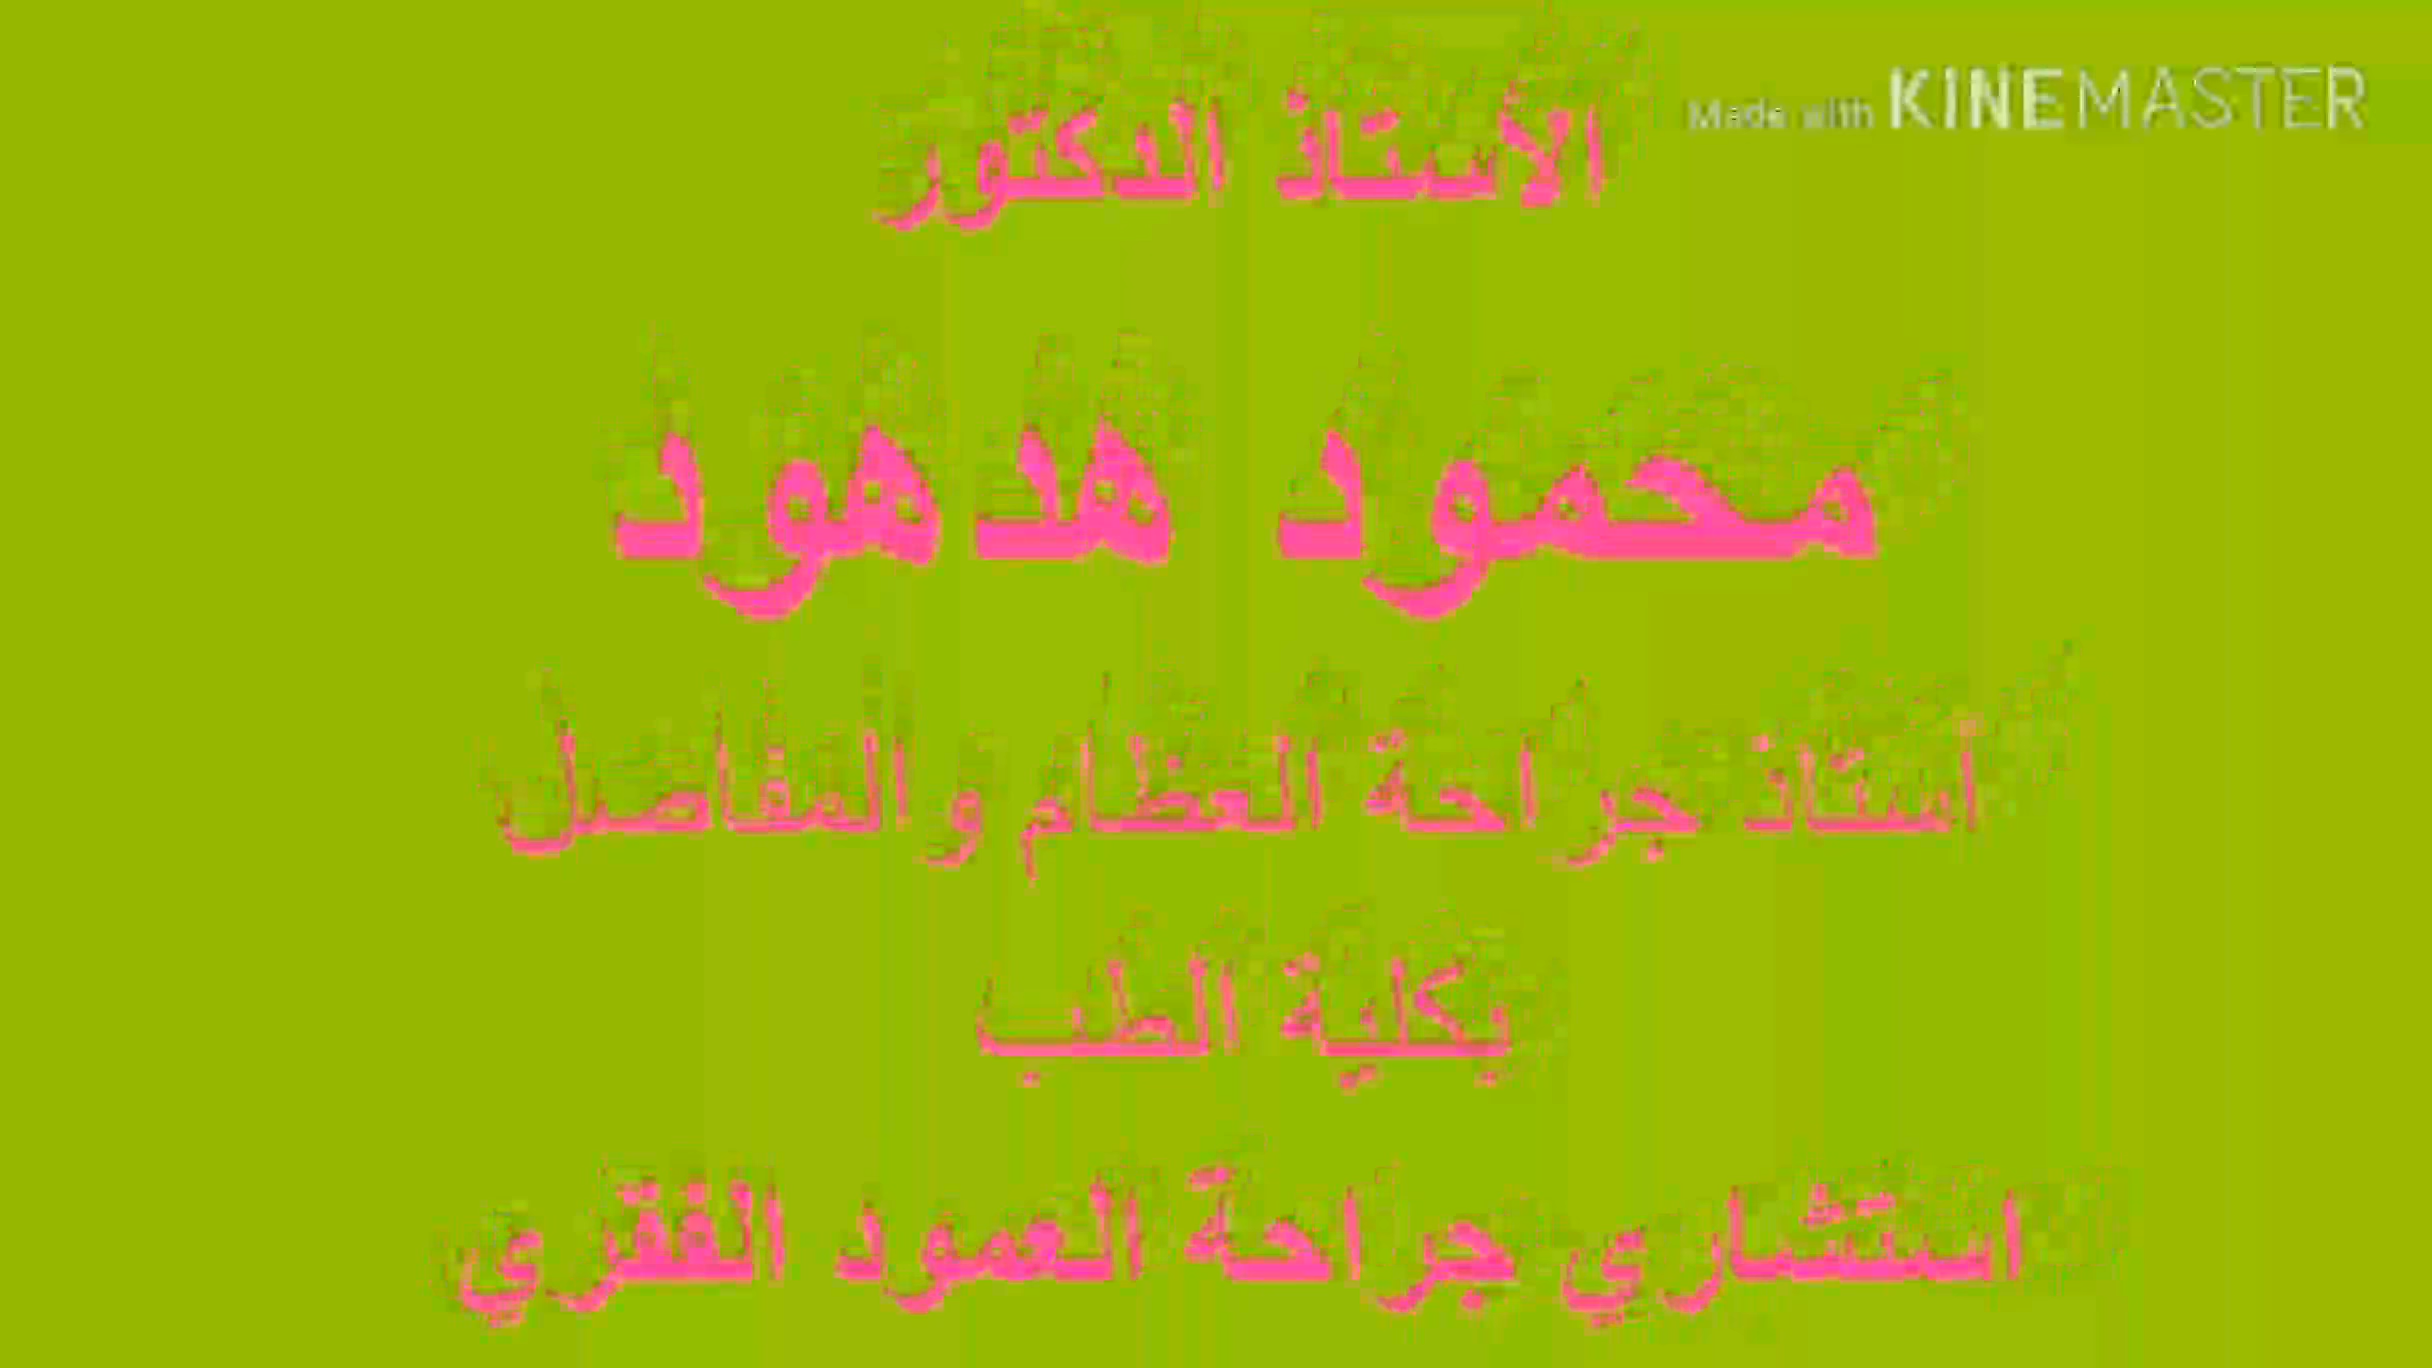 Made with KINEMASTER
الأستاذ الدكتور
محمود هدهود
أستاذ جراحة العظام والمفاصل
بكلية الطب
استشاري جراحة العمود الفقري